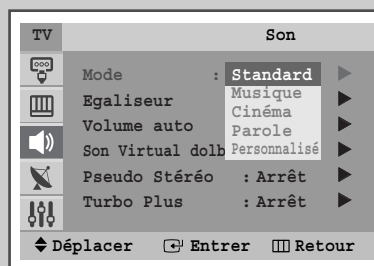 TV Son
Mode : Standard
Musique
Egaliseur
Cinéma
Volume auto
Parole
Son Virtual dolb Personnalisé
Pseudo Stéréo : Arrêt
Turbo Plus : Arrêt
Déplacer Entrer Retour